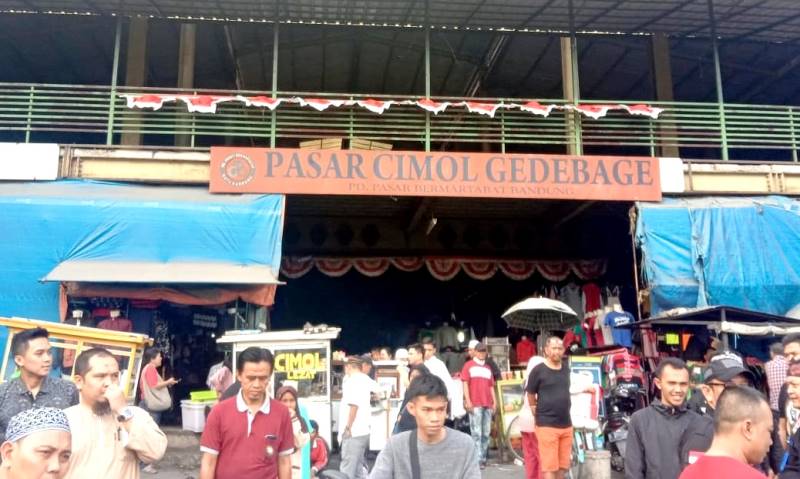 PASAR CIMOL GEDEBAGE
PD. PASAR BERMARTABAT BANDUNG
CIMOL